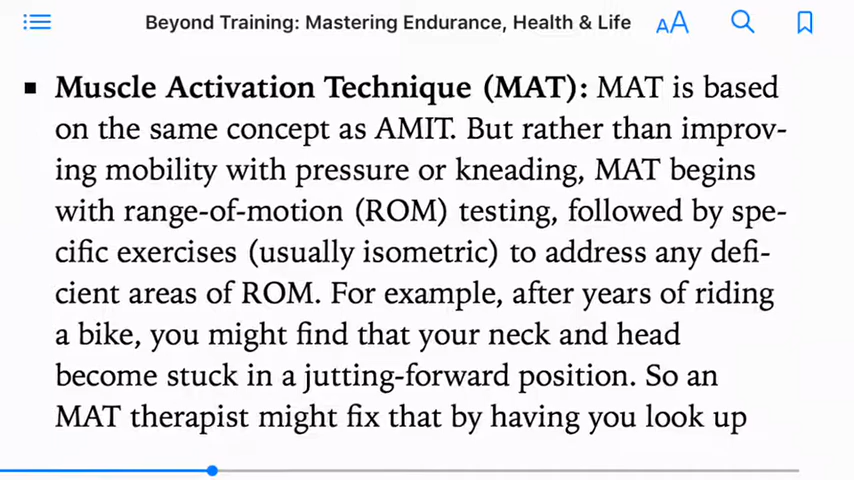 Beyond Training: Mastering Endurance, Health & Life
AA
▪ Muscle Activation Technique (MAT): MAT is based
on the same concept as AMIT. But rather than improv-
ing mobility with pressure or kneading, MAT begins
with range-of-motion (ROM) testing, followed by spe-
cific exercises (usually isometric) to address any defi-
cient areas of ROM. For example, after years of riding
a bike, you might find that your neck and head
become stuck in a jutting-forward position. So an
MAT therapist might fix that by having you look up